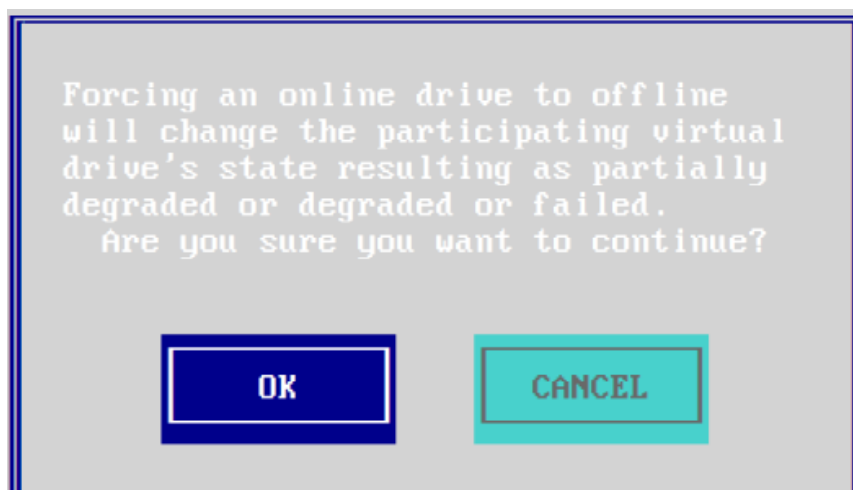 Forcing an online drive to offline
will change the participating virtual
drive's state resulting as partially
degraded or degraded or failed.
Are you sure you want to continue?
OK
CANCEL